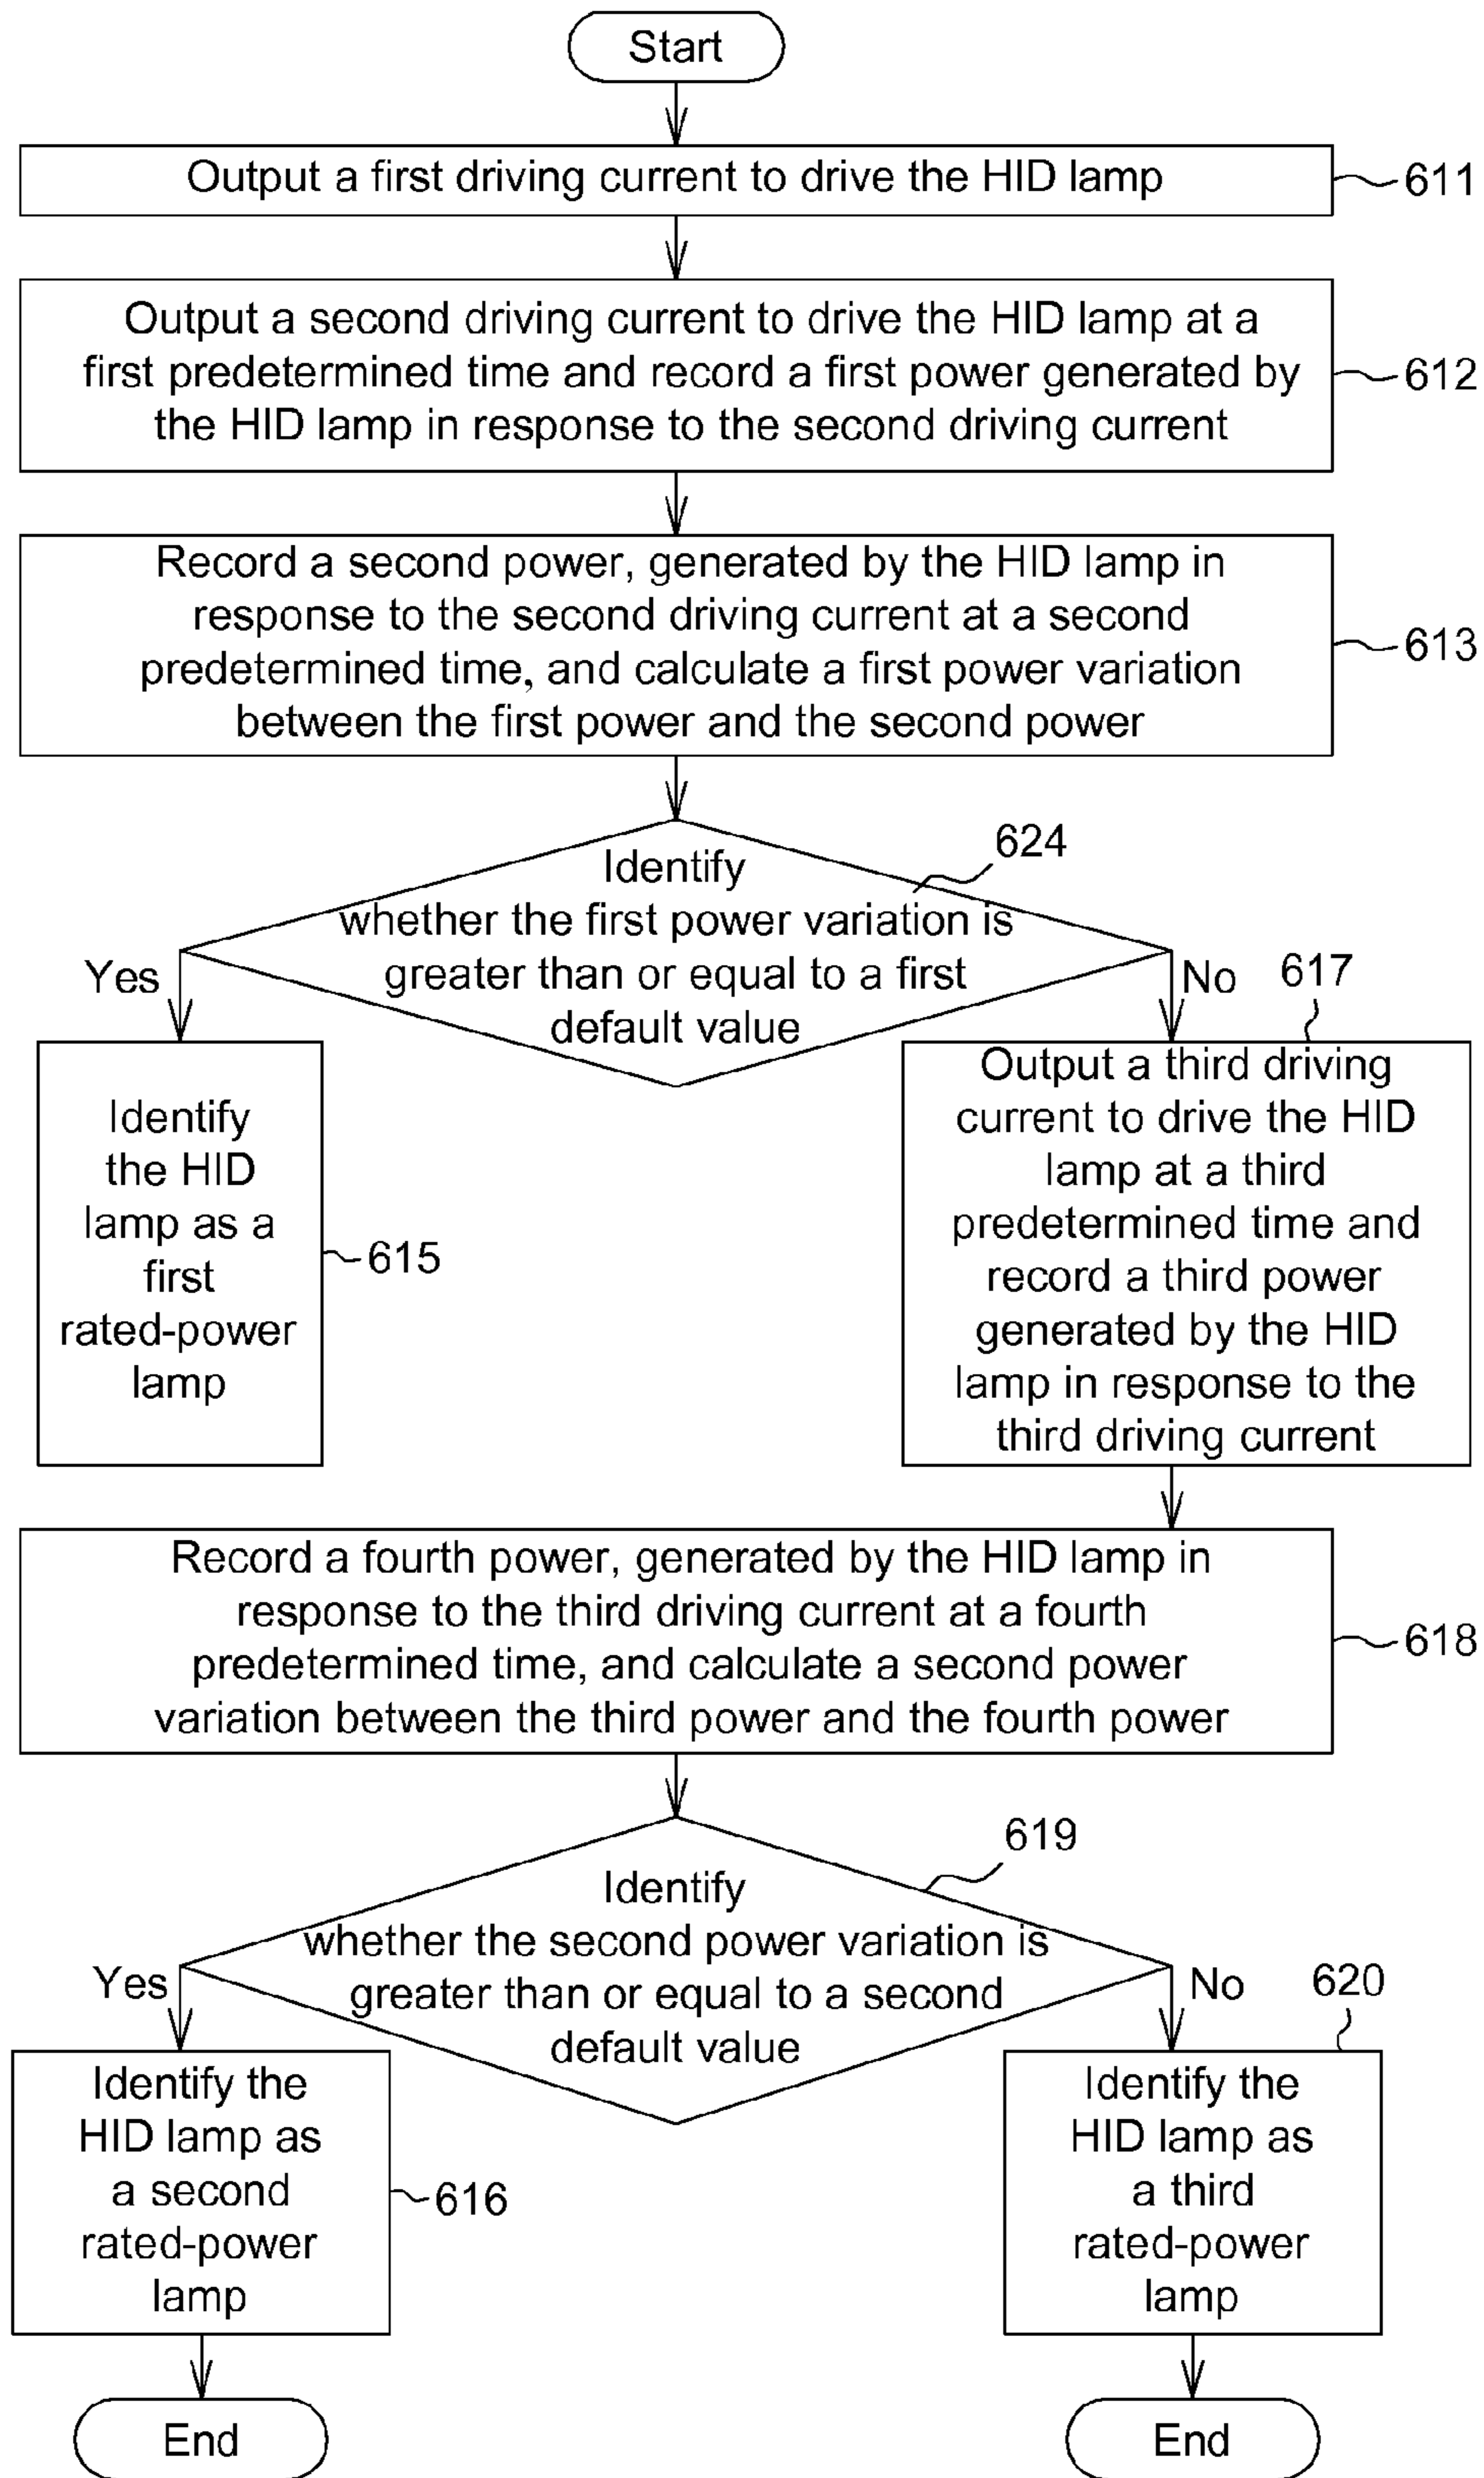 Start
Output a first driving current to drive the HID lamp
611
Output a second driving current to drive the HID lamp at a
first predetermined time and record a first power generated by
the HID lamp in response to the second driving current
612
Record a second power, generated by the HID lamp in
response to the second driving current at a second
predetermined time, and calculate a first power variation
between the first power and the second power
613
624
Identify
whether the first power variation is
greater than or equal to a first
default value
Yes
No
617
Identify
the HID
lamp as a
first
rated-power
lamp
615
Output a third driving
current to drive the HID
lamp at a third
predetermined time and
record a third power
generated by the HID
lamp in response to the
third driving current
Record a fourth power, generated by the HID lamp in
response to the third driving current at a fourth
predetermined time, and calculate a second power
variation between the third power and the fourth power
618
619
Identify
whether the second power variation is
greater than or equal to a second
default value
Yes
No
620
Identify the
HID lamp as
a second
rated-power
lamp
616
Identify the
HID lamp as
a third
rated-power
lamp
End
End